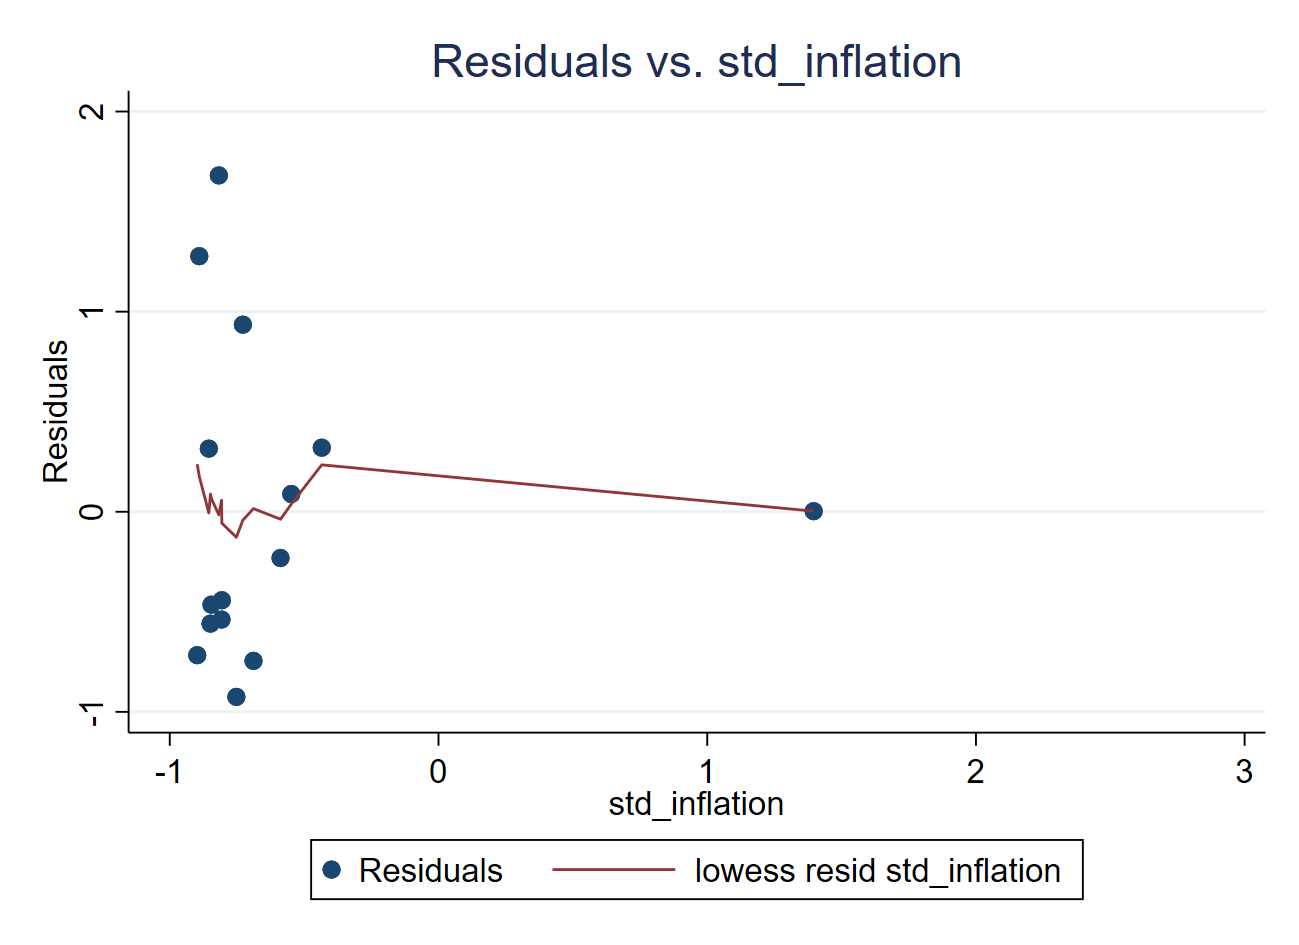 Residuals vs. std_inflation
2
1
0
-1
Residuals
-1 0 1 2 3
std_inflation
Residuals lowess resid std_inflation